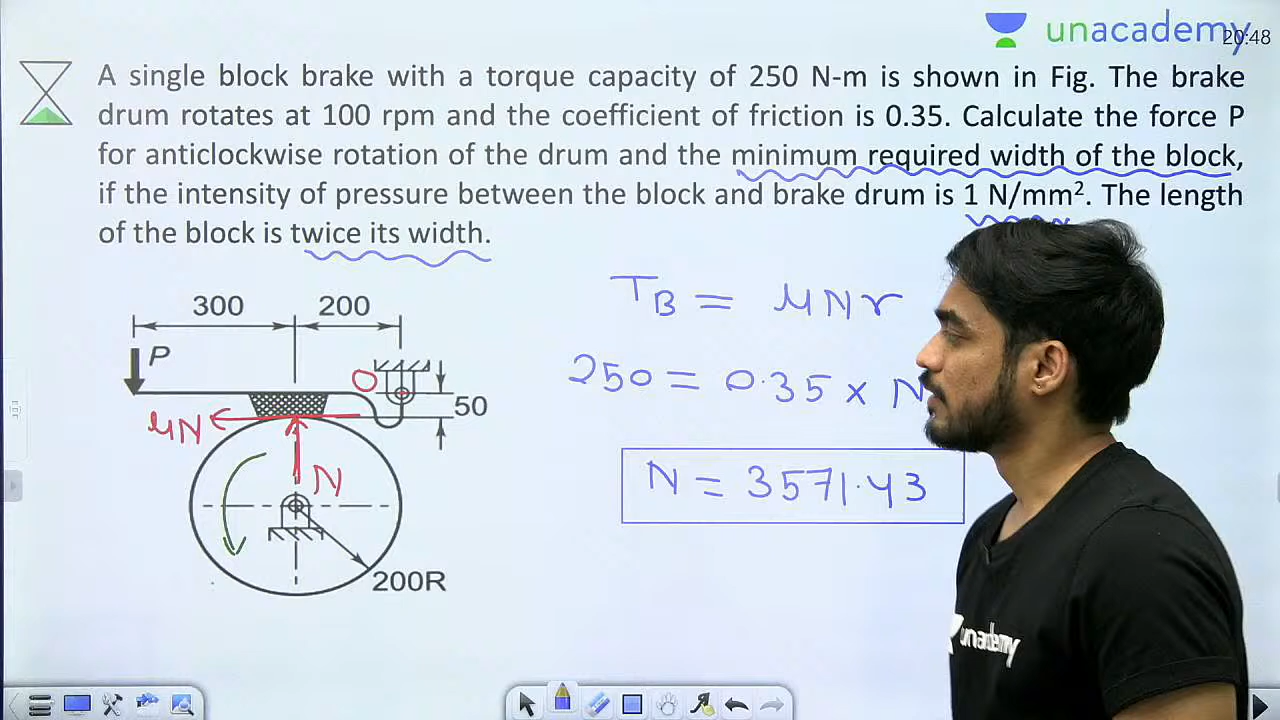 unacademy
20:48
A single block brake with a torque capacity of 250 N-m is shown in Fig. The brake
drum rotates at 100 rpm and the coefficient of friction is 0.35. Calculate the force P
for anticlockwise rotation of the drum and the minimum required width of the block,
if the intensity of pressure between the block and brake drum is 1 N/mm². The length
of the block is twice its width.
300 200
P
O
50
μN
N
200R
T_B = μNr
250 = 0.35 × N
N = 3571.43
unacademy